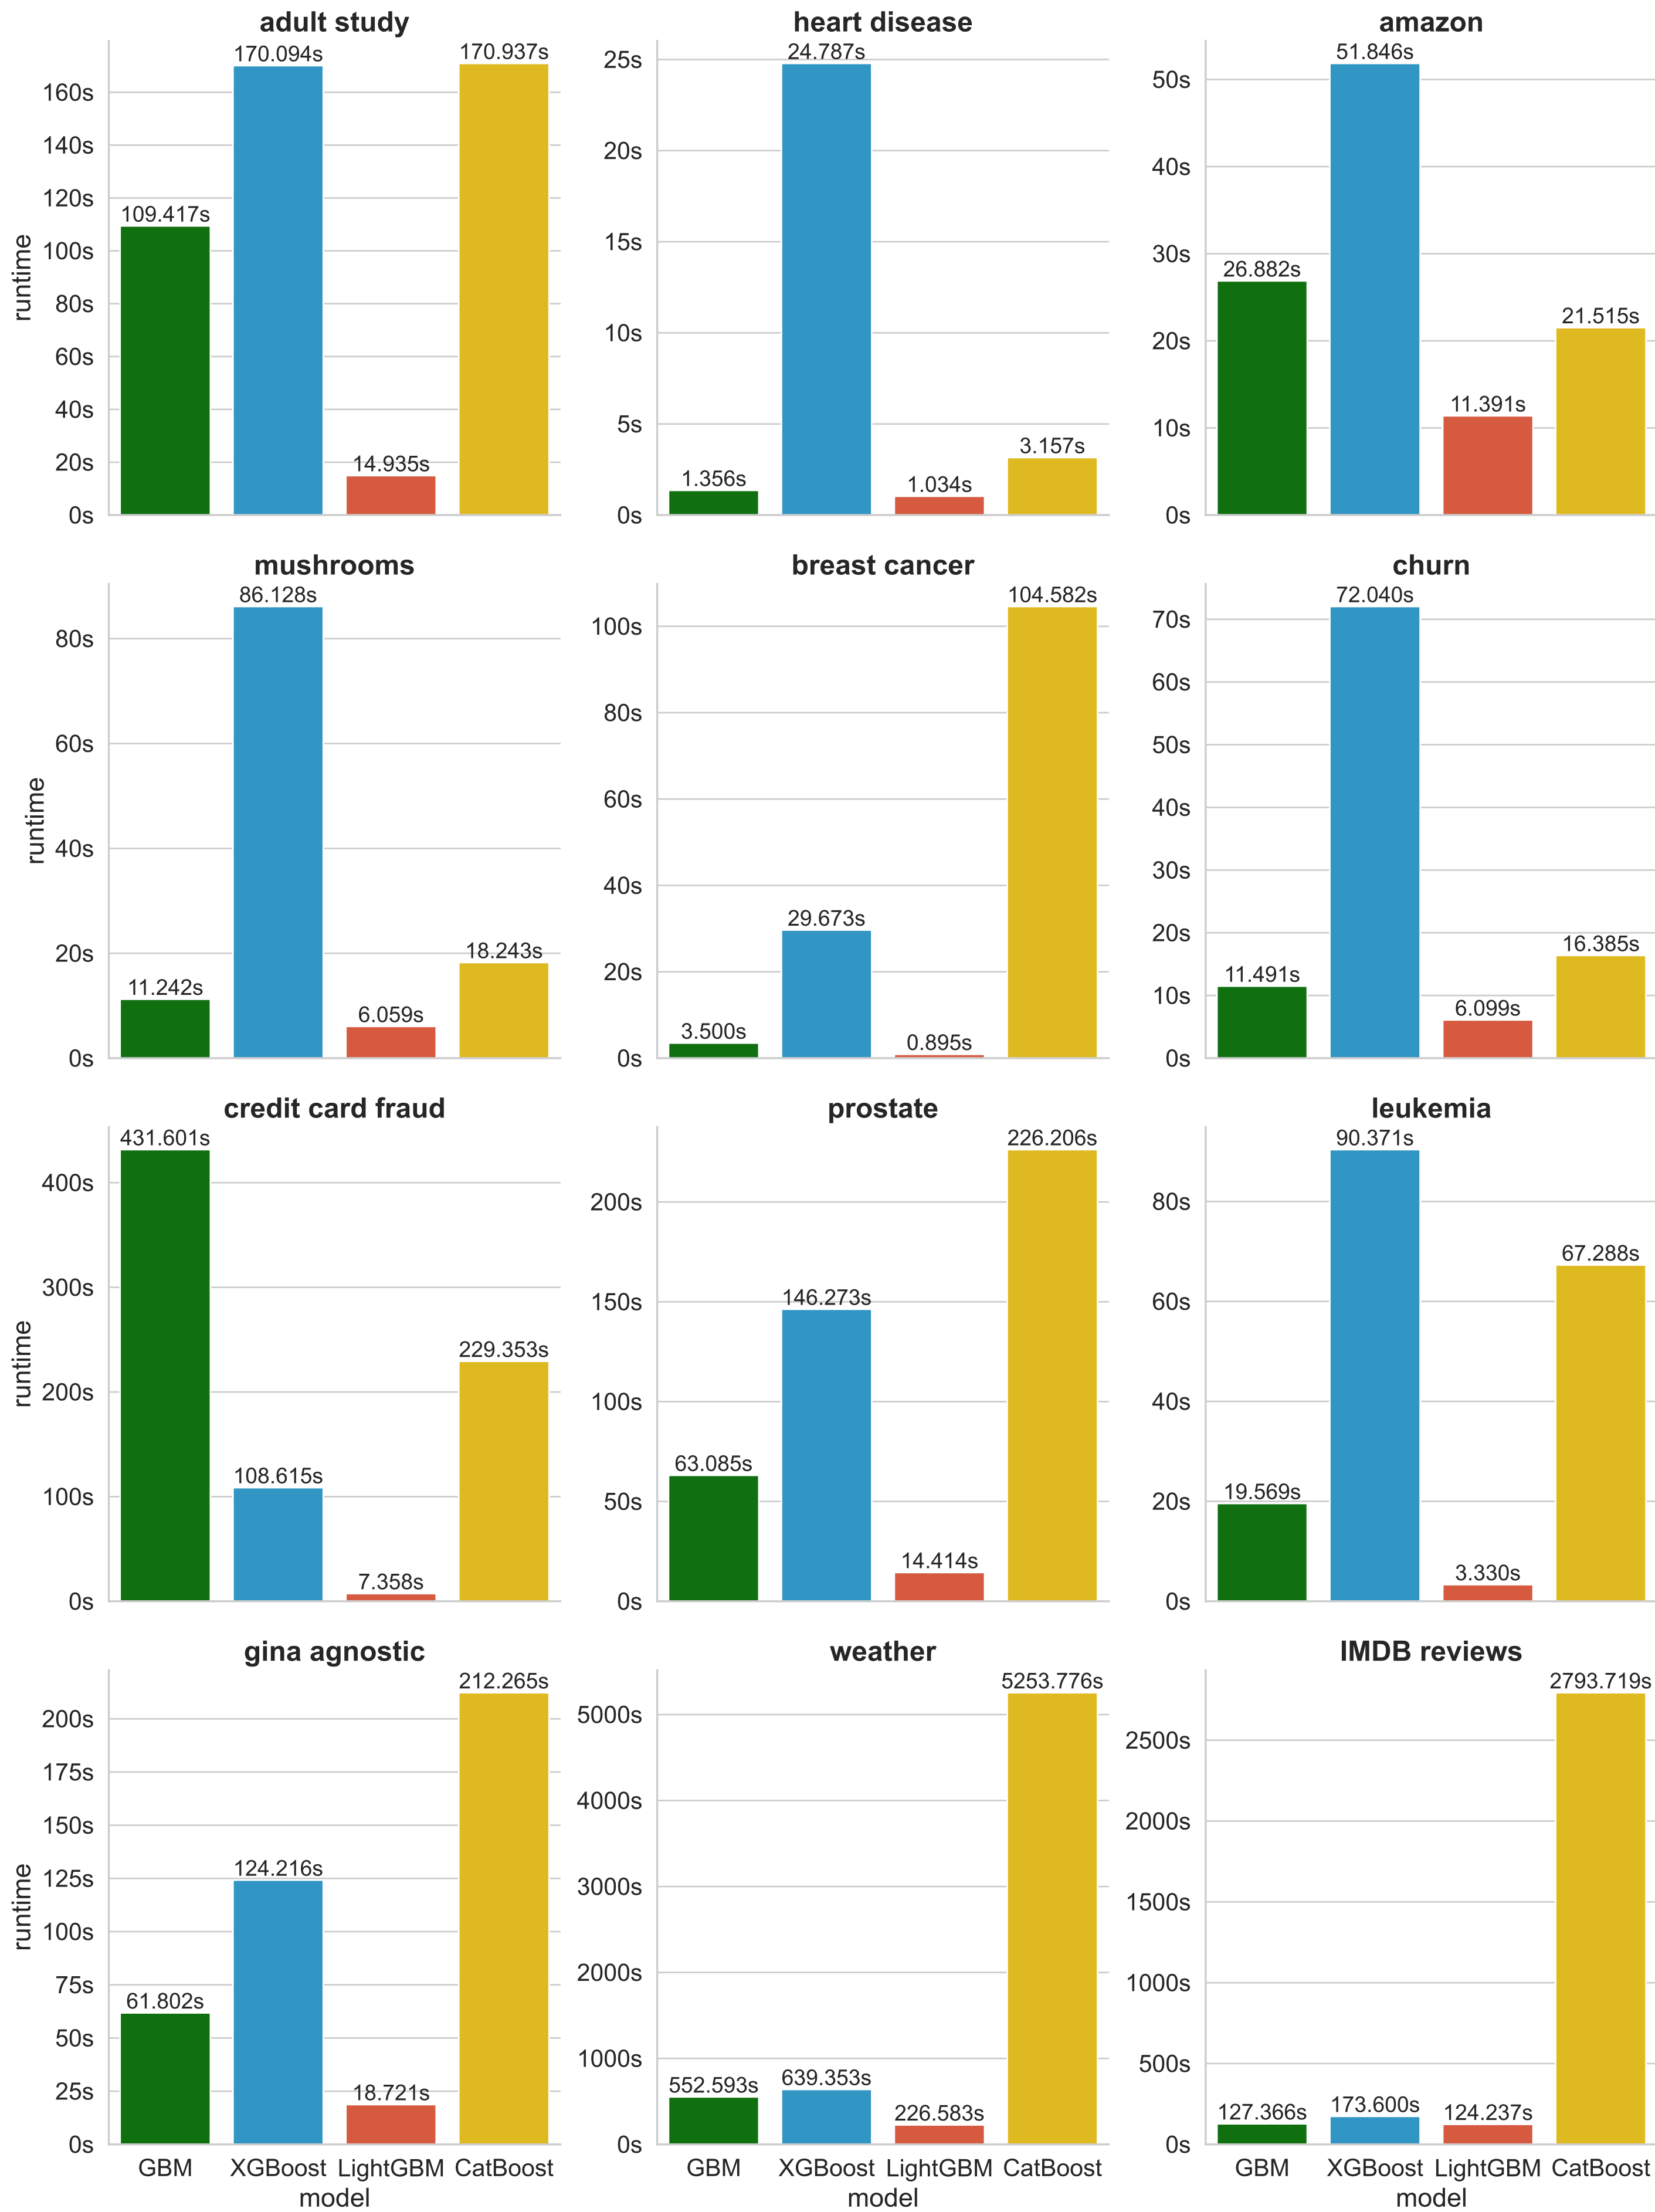 adult study
heart disease
amazon
170.094s
170.937s
109.417s
14.935s
160s
140s
120s
100s
80s
60s
40s
20s
0s
runtime
24.787s
1.356s
1.034s
3.157s
25s
20s
15s
10s
5s
0s
51.846s
26.882s
11.391s
21.515s
50s
40s
30s
20s
10s
0s
mushrooms
breast cancer
churn
86.128s
11.242s
6.059s
18.243s
80s
60s
40s
20s
0s
runtime
104.582s
29.673s
3.500s
0.895s
100s
80s
60s
40s
20s
0s
72.040s
11.491s
6.099s
16.385s
70s
60s
50s
40s
30s
20s
10s
0s
credit card fraud
prostate
leukemia
431.601s
108.615s
7.358s
229.353s
400s
300s
200s
100s
0s
runtime
226.206s
146.273s
63.085s
14.414s
200s
150s
100s
50s
0s
90.371s
67.288s
19.569s
3.330s
80s
60s
40s
20s
0s
gina agnostic
weather
IMDB reviews
212.265s
124.216s
61.802s
18.721s
200s
175s
150s
125s
100s
75s
50s
25s
0s
runtime
5253.776s
552.593s
639.353s
226.583s
5000s
4000s
3000s
2000s
1000s
0s
2793.719s
127.366s
173.600s
124.237s
2500s
2000s
1500s
1000s
500s
0s
GBM XGBoost LightGBM CatBoost
model
GBM XGBoost LightGBM CatBoost
model
GBM XGBoost LightGBM CatBoost
model